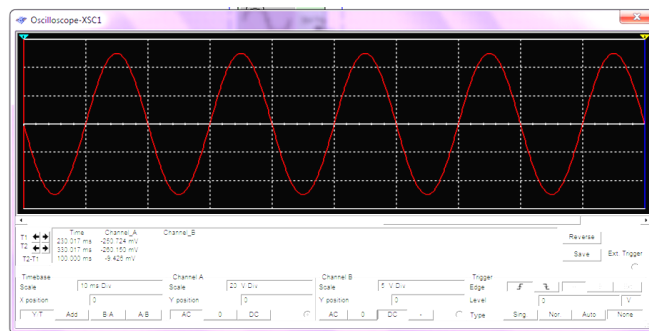 Oscilloscope-XSC1
Time Channel_A Channel_B
T1 230.017 ms -250.724 mV
T2 330.017 ms -260.150 mV
T2-T1 100.000 ms -9.426 mV
Reverse
Save
Ext. Trigger
Timebase
Scale 10 ms/Div
X position 0
Y/T Add B/A A/B
Channel A
Scale 20 V/Div
Y position 0
AC 0 DC
Channel B
Scale 5 V/Div
Y position 0
AC 0 DC -
Trigger
Edge
Level 0 V
Type Sing. Nor. Auto None